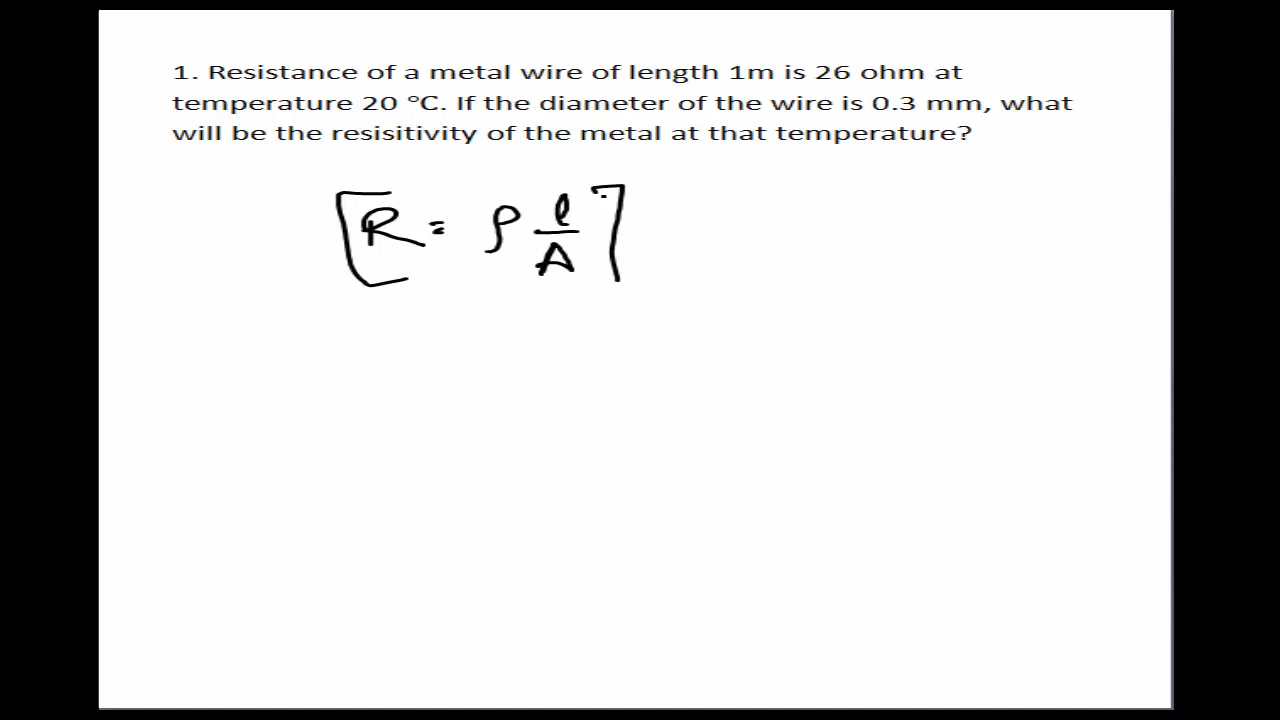 1. Resistance of a metal wire of length 1m is 26 ohm at
temperature 20 °C. If the diameter of the wire is 0.3 mm, what
will be the resisitivity of the metal at that temperature?
[R = ρ l/A]